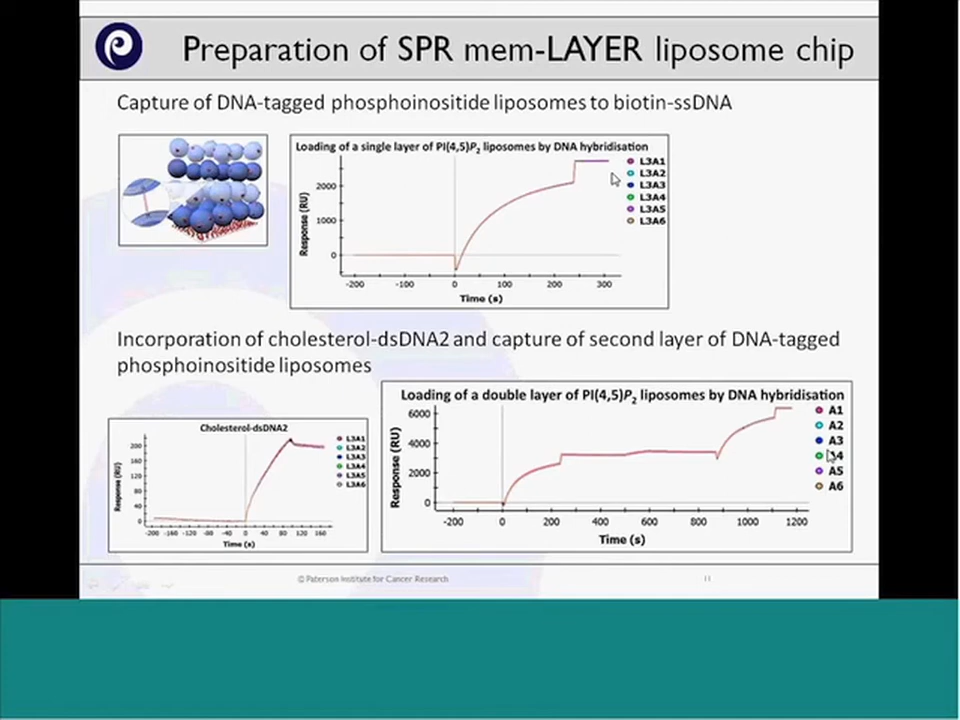 Preparation of SPR mem-LAYER liposome chip
Capture of DNA-tagged phosphoinositide liposomes to biotin-ssDNA
Loading of a single layer of PI(4,5)P2 liposomes by DNA hybridisation
Response (RU)
2000
1000
0
-200 -100 0 100 200 300
Time (s)
L3A1
L3A2
L3A3
L3A4
L3A5
L3A6
Incorporation of cholesterol-dsDNA2 and capture of second layer of DNA-tagged
phosphoinositide liposomes
Cholesterol-dsDNA2
Response (RU)
200
160
120
80
40
0
-200 -160 -120 -80 -40 0 40 80 120 160
Time (s)
L3A1
L3A2
L3A3
L3A4
L3A5
L3A6
Loading of a double layer of PI(4,5)P2 liposomes by DNA hybridisation
Response (RU)
6000
4000
2000
0
-200 0 200 400 600 800 1000 1200
Time (s)
A1
A2
A3
A4
A5
A6
© Paterson Institute for Cancer Research
11